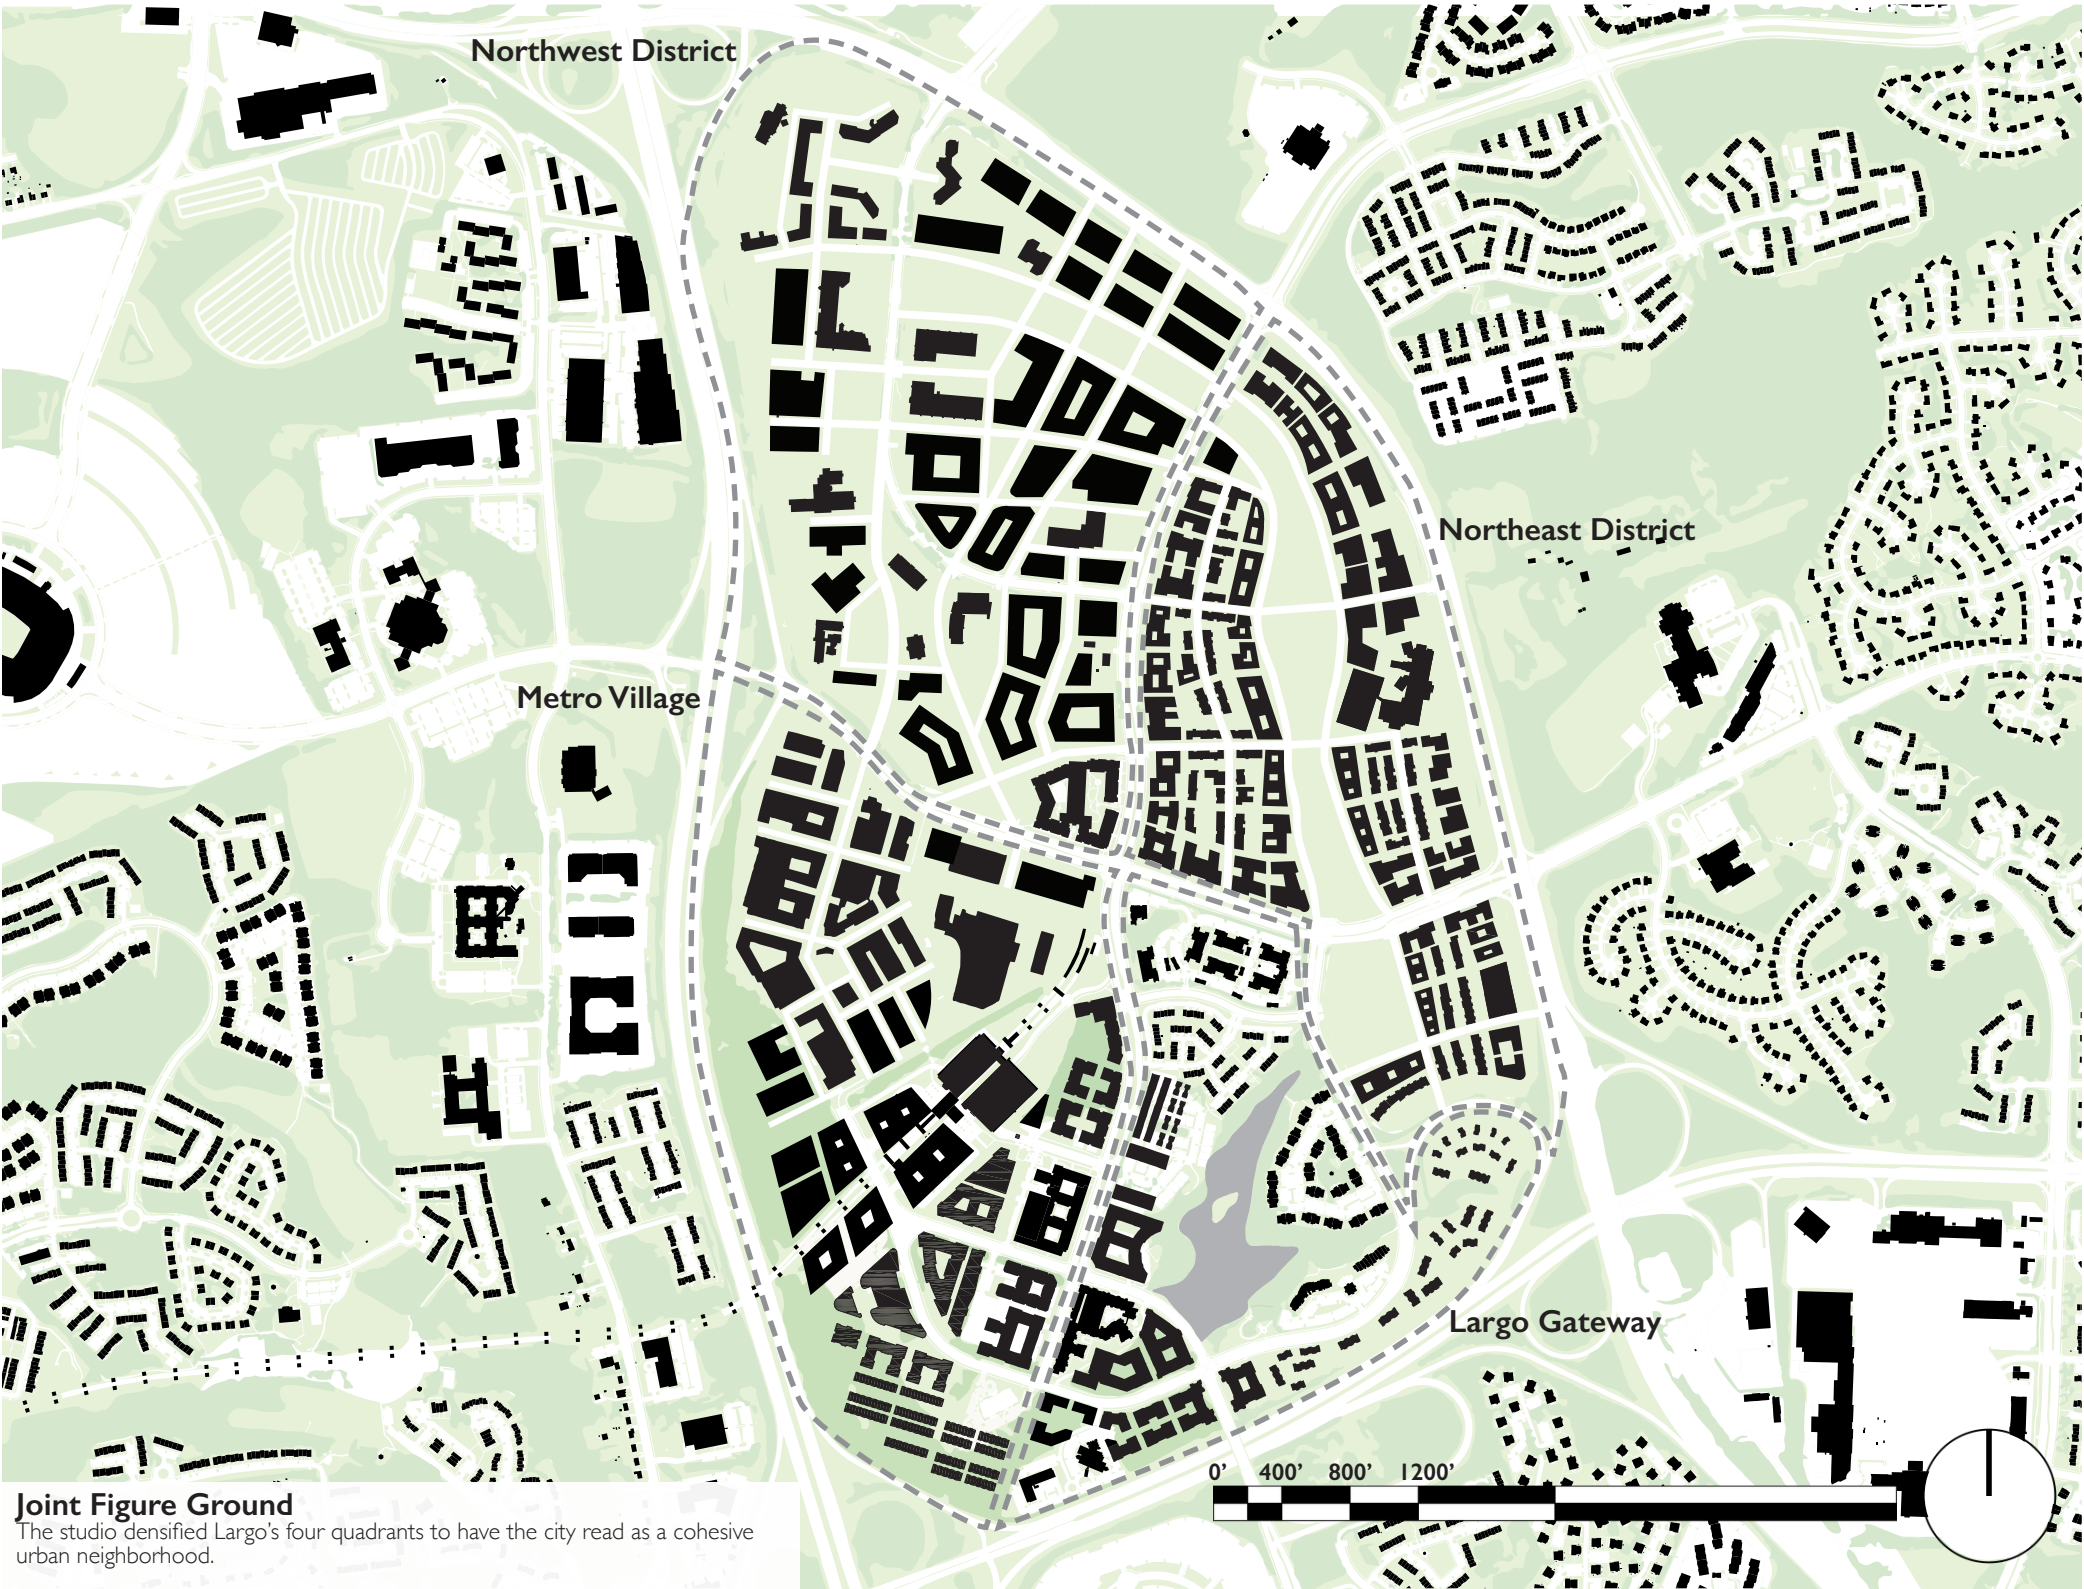 Northwest District
Northeast District
Metro Village
Largo Gateway
0' 400' 800' 1200'
Joint Figure Ground
The studio densified Largo’s four quadrants to have the city read as a cohesive
urban neighborhood.